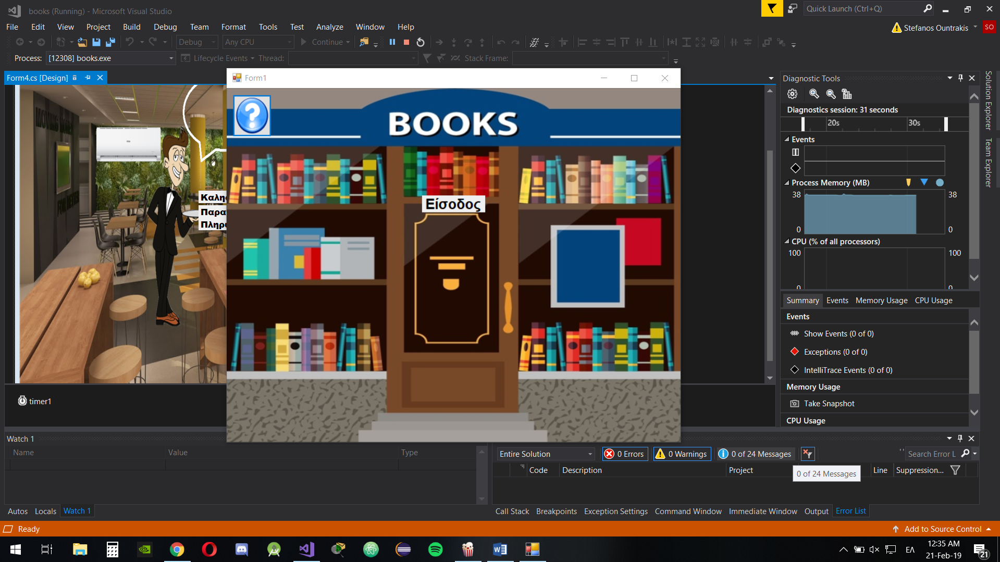 books (Running) - Microsoft Visual Studio
Quick Launch (Ctrl+Q)
File Edit View Project Build Debug Team Format Tools Test Analyze Window Help
Stefanos Ountrakis SO
Debug Any CPU Continue
Process: [12308] books.exe Lifecycle Events Thread: Stack Frame:
Form4.cs [Design]
Form1
BOOKS
Είσοδος
timer1
Diagnostic Tools
Diagnostics session: 31 seconds
20s 30s
Events
Process Memory (MB)
38 38
0 0
CPU (% of all processors)
100 100
0 0
Summary Events Memory Usage CPU Usage
Events
Show Events (0 of 0)
Exceptions (0 of 0)
IntelliTrace Events (0 of 0)
Memory Usage
Take Snapshot
CPU Usage
Solution Explorer
Team Explorer
Watch 1
Name Value Type
Autos Locals Watch 1
Entire Solution 0 Errors 0 Warnings 0 of 24 Messages Search Error L
Code Description Project Line Suppression...
0 of 24 Messages
Call Stack Breakpoints Exception Settings Command Window Immediate Window Output Error List
Ready
Add to Source Control
ΕΛ
12:35 AM
21-Feb-19
21